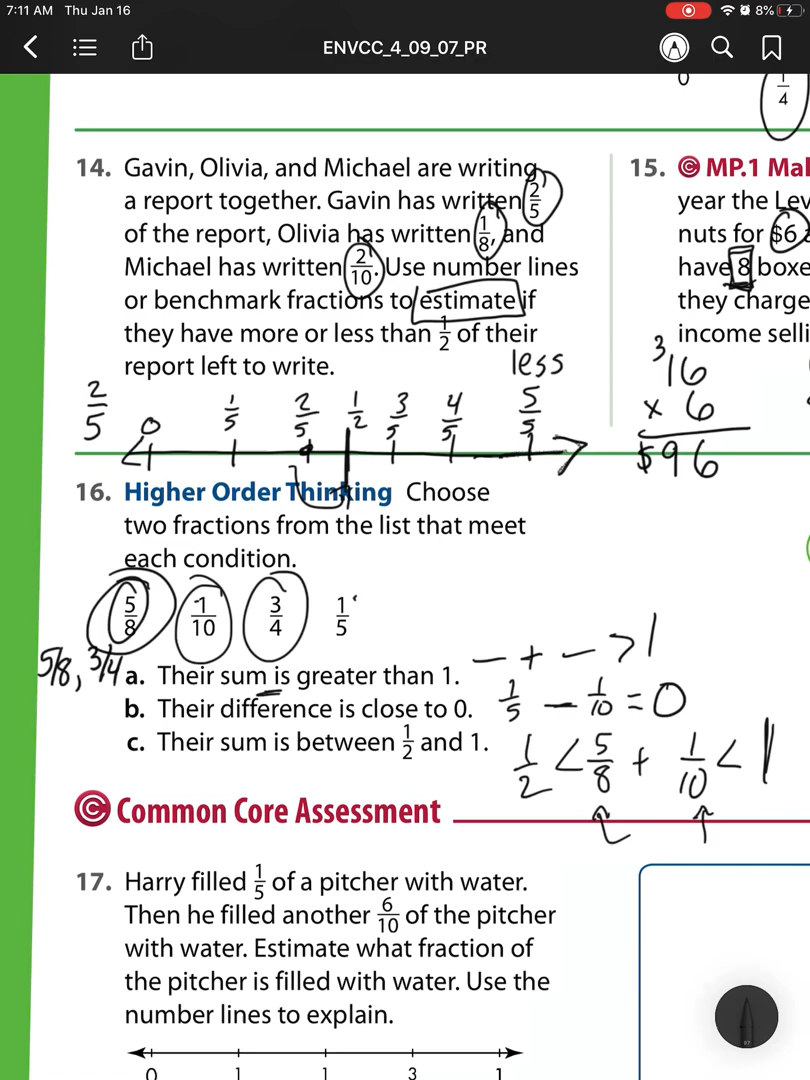 7:11 AM Thu Jan 16
8%
ENVCC_4_09_07_PR
0
1/4
14. Gavin, Olivia, and Michael are writing
a report together. Gavin has written 2/5
of the report, Olivia has written 1/8, and
Michael has written 2/10. Use number lines
or benchmark fractions to estimate if
they have more or less than 1/2 of their
report left to write.
less
2/5
0 1/5 2/5 1/2 3/5 4/5 5/5
15. MP.1 Mal
year the Lev
nuts for $6
have 8 boxe
they charge
income selli
3
16
x 6
$96
16. Higher Order Thinking Choose
two fractions from the list that meet
each condition.
5/8 1/10 3/4 1/5
5/8, 3/4 a. Their sum is greater than 1.
— + — > 1
b. Their difference is close to 0.
1/5 − 1/10 = 0
c. Their sum is between 1/2 and 1.
1/2 < 5/8 + 1/10 < 1
Common Core Assessment
17. Harry filled 1/5 of a pitcher with water.
Then he filled another 6/10 of the pitcher
with water. Estimate what fraction of
the pitcher is filled with water. Use the
number lines to explain.
0 1 1 3 1